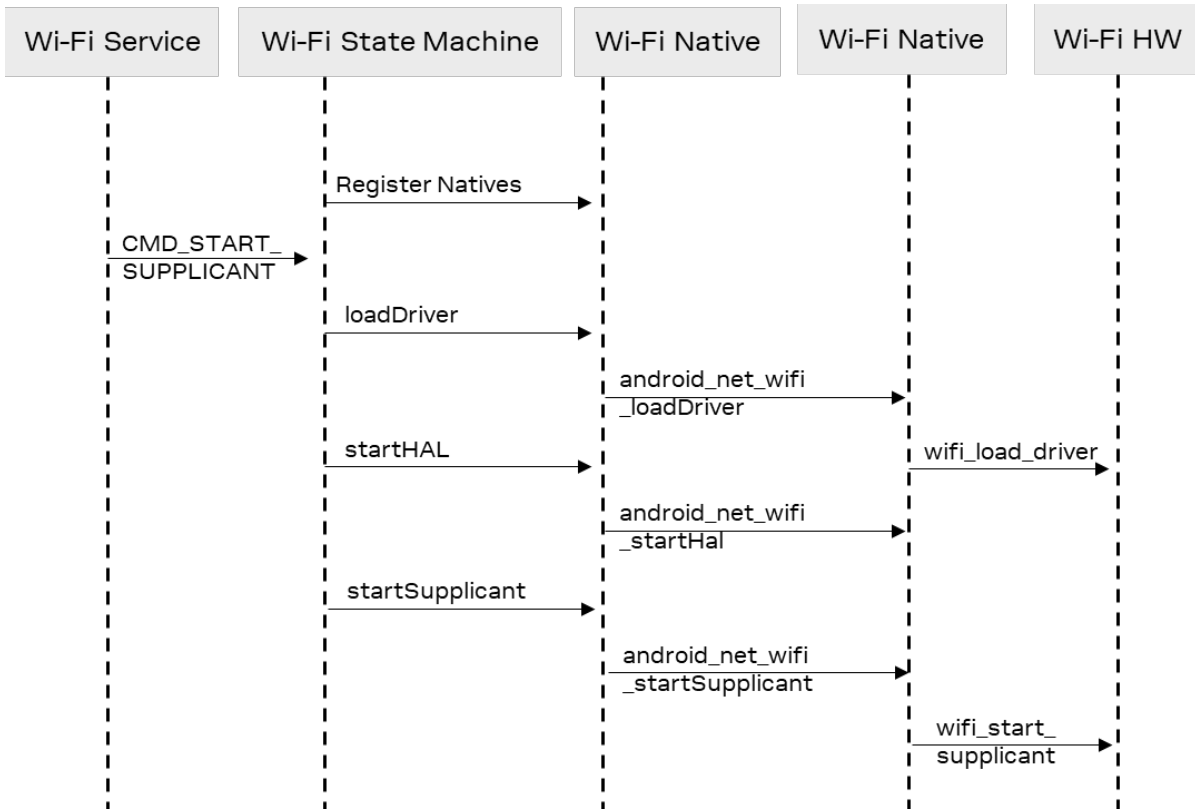 Wi-Fi Service
Wi-Fi State Machine
Wi-Fi Native
Wi-Fi Native
Wi-Fi HW
Register Natives
CMD_START_
SUPPLICANT
loadDriver
android_net_wifi
_loadDriver
startHAL
wifi_load_driver
android_net_wifi
_startHal
startSupplicant
android_net_wifi
_startSupplicant
wifi_start_
supplicant